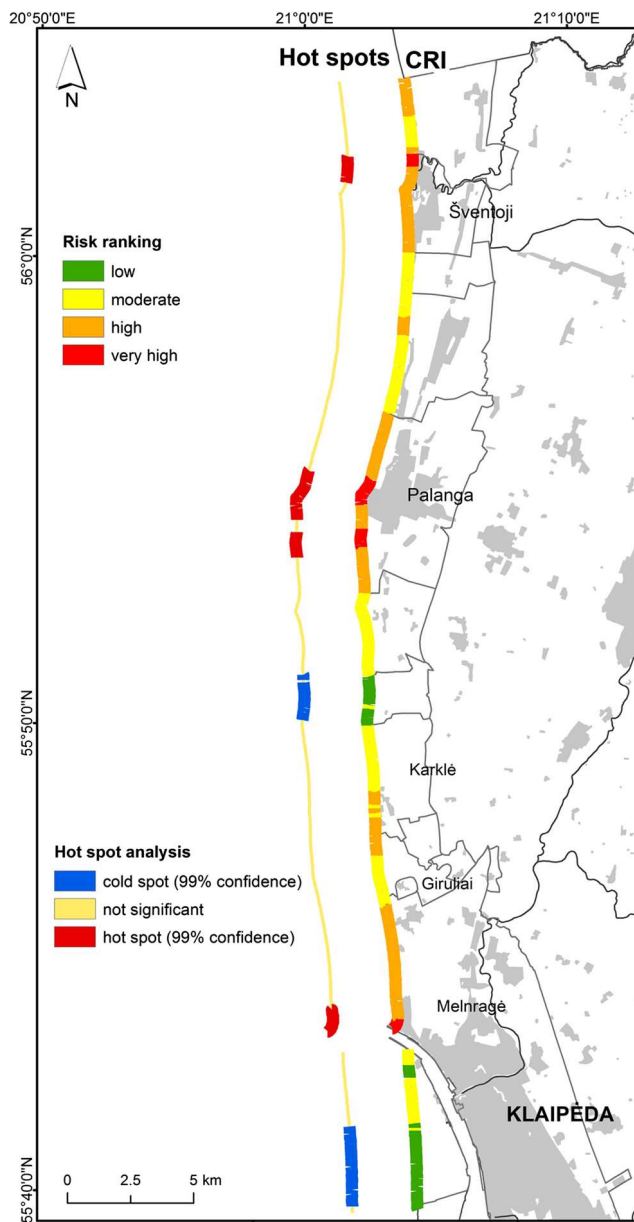 20°50'0"E
21°0'0"E
21°10'0"E
Hot spots
CRI
N
Šventoji
56°0'0"N
Risk ranking
low
moderate
high
very high
Palanga
55°50'0"N
Karklė
Hot spot analysis
cold spot (99% confidence)
not significant
hot spot (99% confidence)
Giruliai
Melnragė
KLAIPĖDA
55°40'0"N
0 2.5 5 km